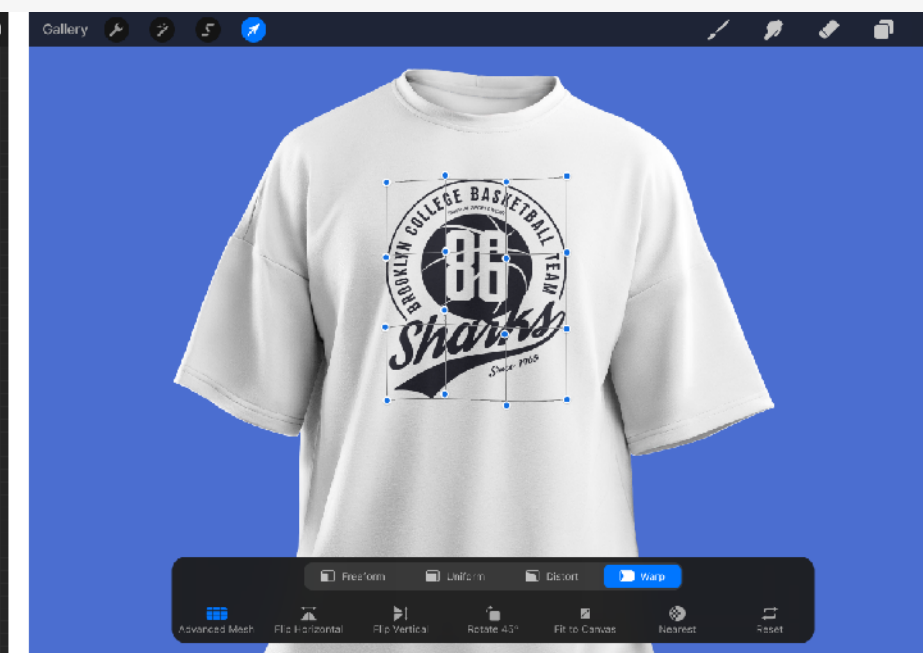 Gallery
BROOKLYN COLLEGE BASKETBALL TEAM
86
Sharks
Since 1965
Freeform Uniform Distort Warp
Advanced Mesh Flip Horizontal Flip Vertical Rotate 45° Fit to Canvas Nearest Reset